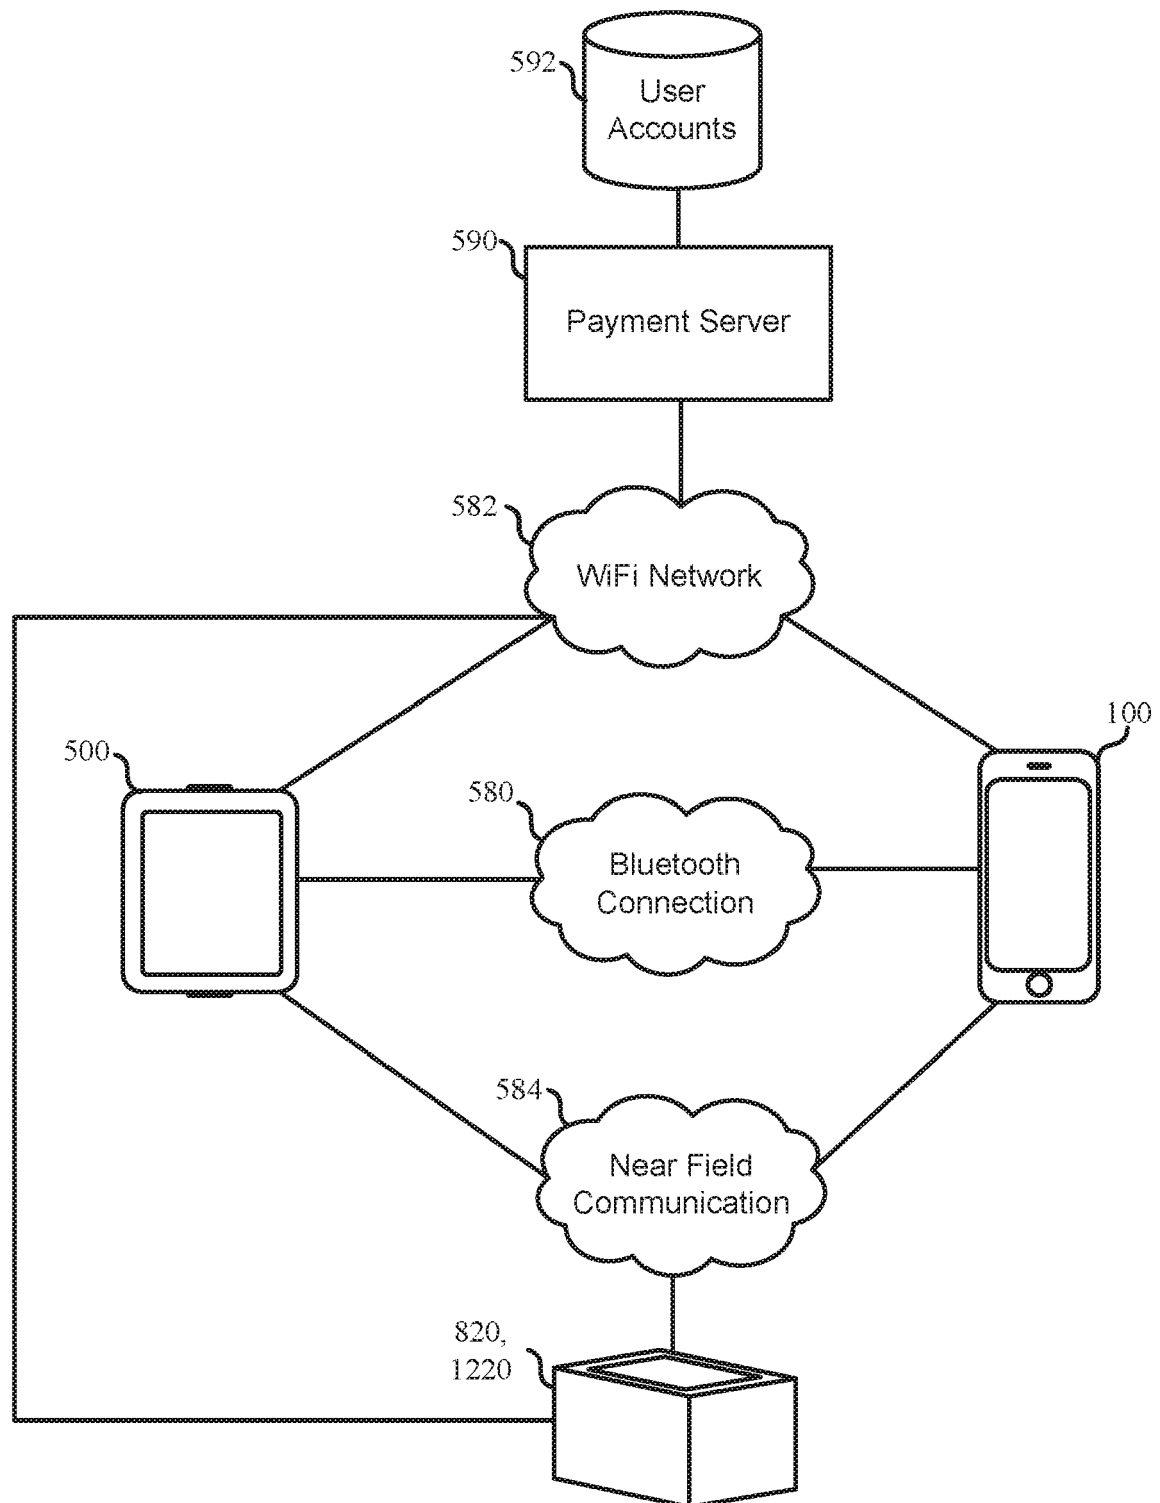 592
User
Accounts
590
Payment Server
582
WiFi Network
100
500
580
Bluetooth
Connection
584
Near Field
Communication
820,
1220